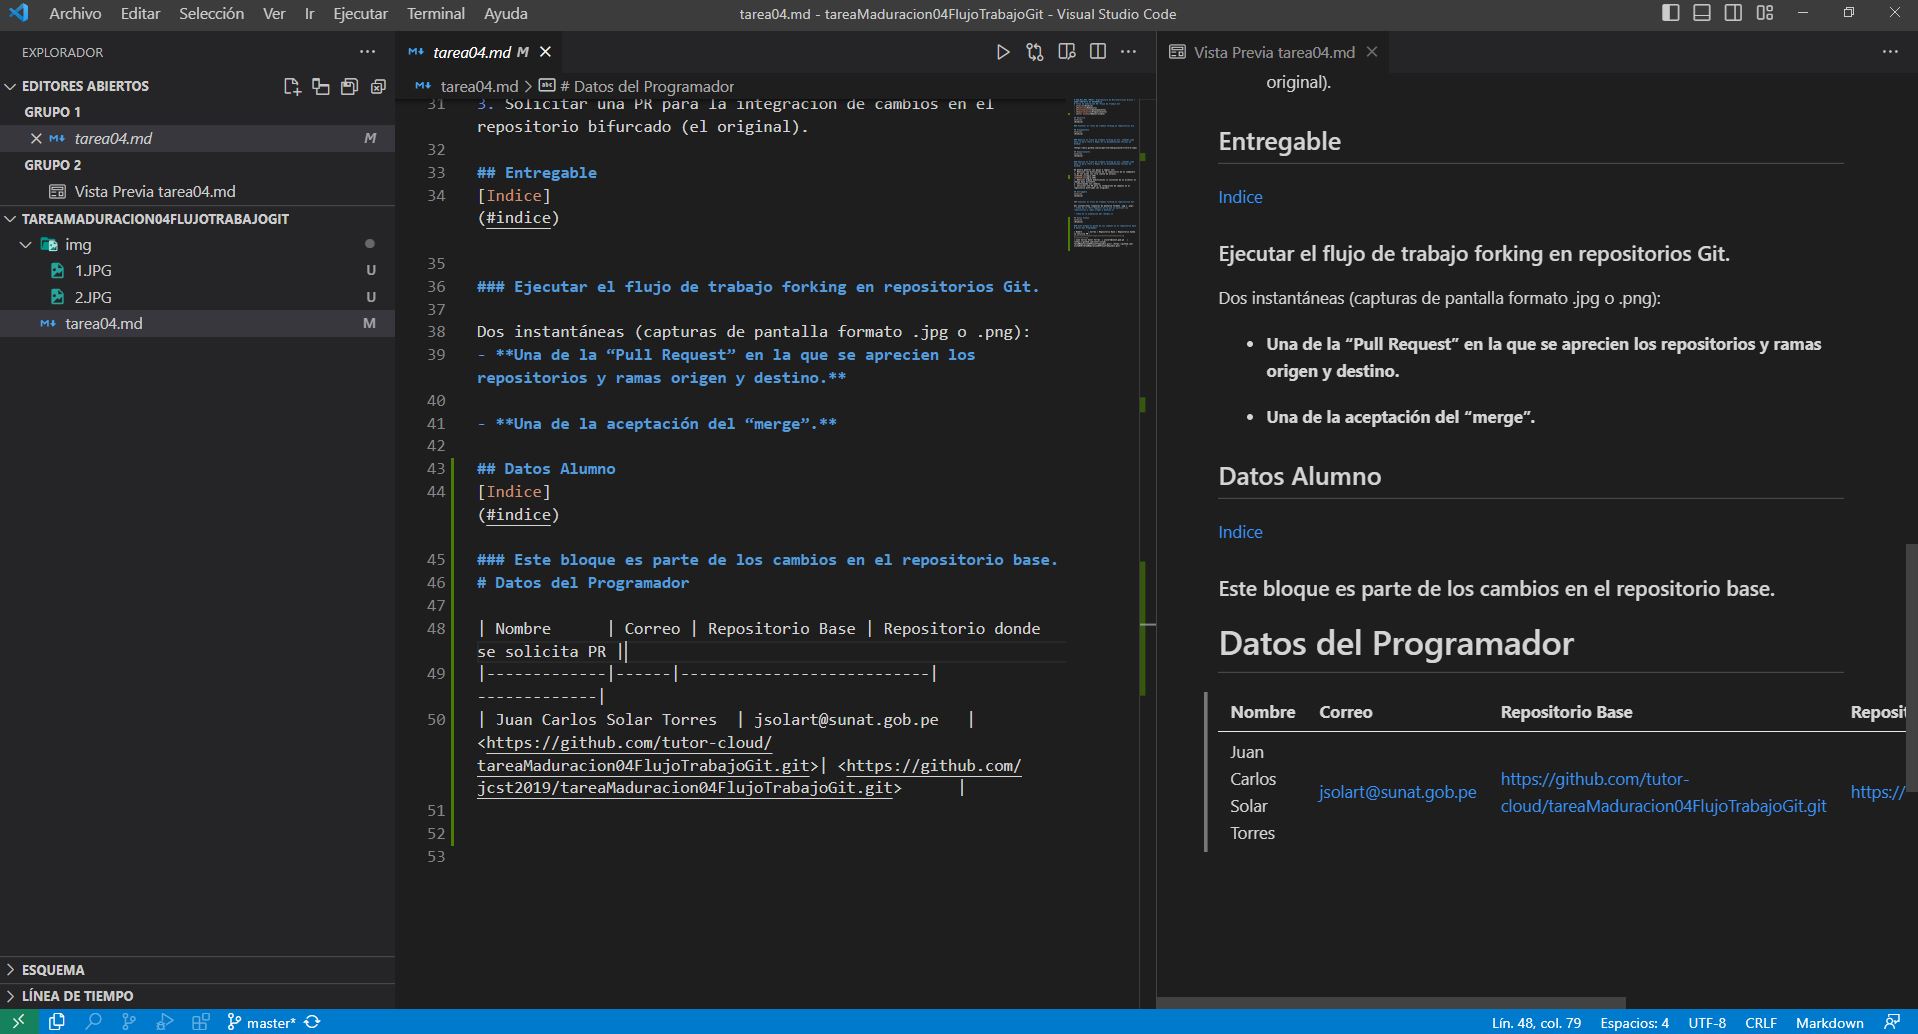 Archivo Editar Selección Ver Ir Ejecutar Terminal Ayuda
tarea04.md - tareaMaduracion04FlujoTrabajoGit - Visual Studio Code
EXPLORADOR
EDITORES ABIERTOS
GRUPO 1
tarea04.md M
GRUPO 2
Vista Previa tarea04.md
TAREAMADURACION04FLUJOTRABAJOGIT
img
1.JPG U
2.JPG U
tarea04.md M
ESQUEMA
LÍNEA DE TIEMPO
tarea04.md M
tarea04.md > # Datos del Programador
31 3. Solicitar una PR para la integracion de cambios en el
repositorio bifurcado (el original).
32
33 ## Entregable
34 [Indice]
(#indice)
35
36 ### Ejecutar el flujo de trabajo forking en repositorios Git.
37
38 Dos instantáneas (capturas de pantalla formato .jpg o .png):
39 - **Una de la “Pull Request” en la que se aprecien los
repositorios y ramas origen y destino.**
40
41 - **Una de la aceptación del “merge”.**
42
43 ## Datos Alumno
44 [Indice]
(#indice)
45 ### Este bloque es parte de los cambios en el repositorio base.
46 # Datos del Programador
47
48 | Nombre | Correo | Repositorio Base | Repositorio donde
se solicita PR |
49 |-------------|------|---------------------------|
-------------|
50 | Juan Carlos Solar Torres | jsolart@sunat.gob.pe |
<https://github.com/tutor-cloud/
tareaMaduracion04FlujoTrabajoGit.git>| <https://github.com/
jcst2019/tareaMaduracion04FlujoTrabajoGit.git> |
51
52
53
Vista Previa tarea04.md
original).
Entregable
Indice
Ejecutar el flujo de trabajo forking en repositorios Git.
Dos instantáneas (capturas de pantalla formato .jpg o .png):
• Una de la “Pull Request” en la que se aprecien los repositorios y ramas
origen y destino.
• Una de la aceptación del “merge”.
Datos Alumno
Indice
Este bloque es parte de los cambios en el repositorio base.
Datos del Programador
Nombre Correo Repositorio Base Reposit
Juan
Carlos
Solar
Torres
jsolart@sunat.gob.pe
https://github.com/tutor-
cloud/tareaMaduracion04FlujoTrabajoGit.git
https://
master*
Lín. 48, col. 79 Espacios: 4 UTF-8 CRLF Markdown